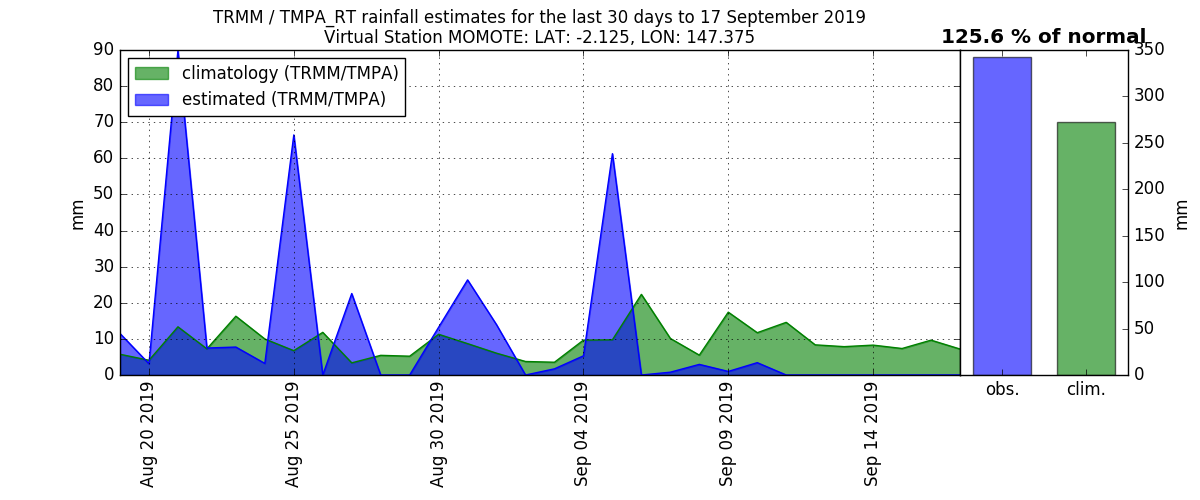 TRMM / TMPA_RT rainfall estimates for the last 30 days to 17 September 2019
Virtual Station MOMOTE: LAT: -2.125, LON: 147.375
125.6 % of normal
climatology (TRMM/TMPA)
estimated (TRMM/TMPA)
90
80
70
60
50
40
30
20
10
0
mm
350
300
250
200
150
100
50
0
mm
Aug 20 2019
Aug 25 2019
Aug 30 2019
Sep 04 2019
Sep 09 2019
Sep 14 2019
obs.
clim.